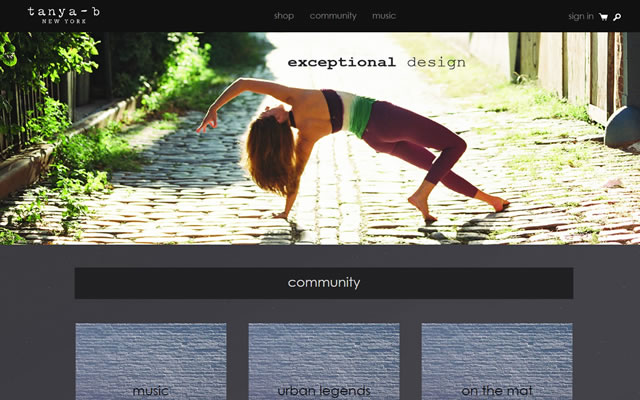 tanya-b
NEW YORK
shop community music
sign in
exceptional design
community
music urban legends on the mat